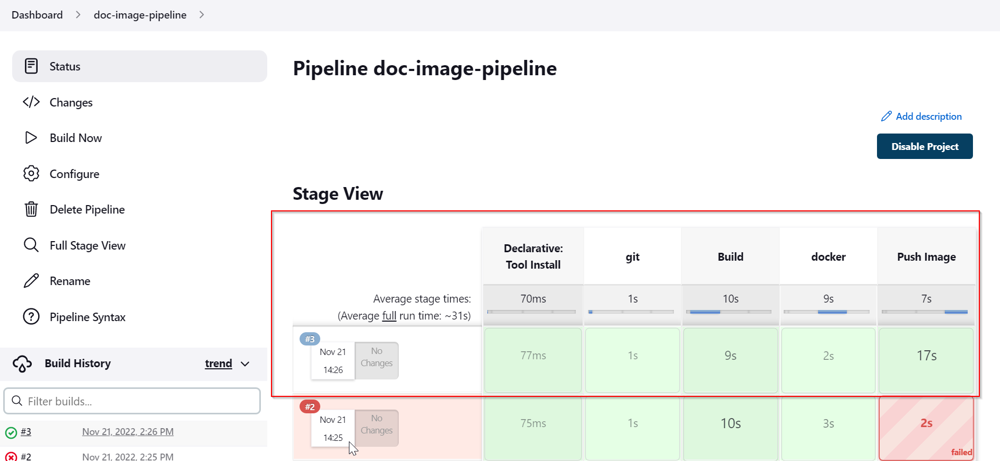 Dashboard
doc-image-pipeline
Status
Changes
Build Now
Configure
Delete Pipeline
Full Stage View
Rename
Pipeline Syntax
Build History
trend
Filter builds...
#3
Nov 21, 2022, 2:26 PM
#2
Nov 21, 2022, 2:25 PM
Pipeline doc-image-pipeline
Add description
Disable Project
Stage View
Declarative:
Tool Install
git
Build
docker
Push Image
Average stage times:
(Average full run time: ~31s)
70ms
1s
10s
9s
7s
#3
Nov 21
14:26
No
Changes
77ms
1s
9s
2s
17s
#2
Nov 21
14:25
No
Changes
75ms
1s
10s
3s
2s
failed